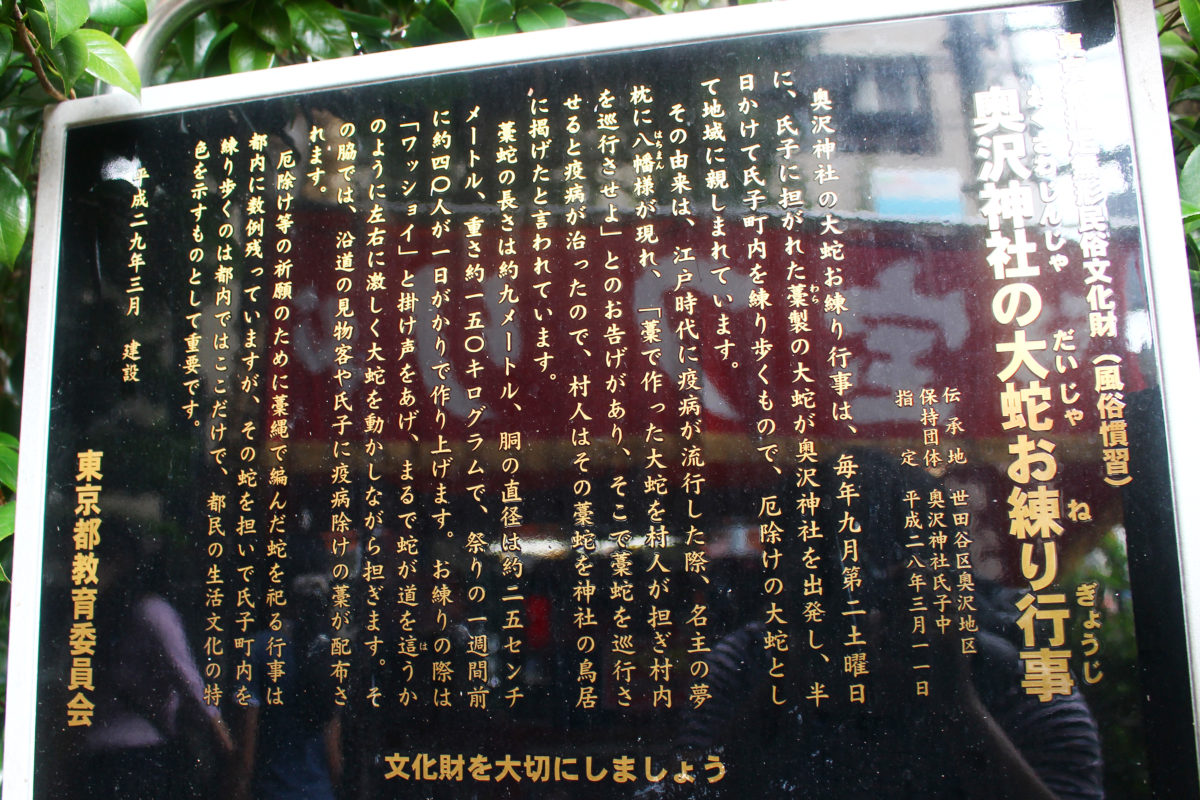 形民俗文化財（風俗慣習）
じんじゃ　だいじゃ　ね　ぎょうじ
奥沢神社の大蛇お練り行事
伝承地　世田谷区奥沢地区
保持団体　奥沢神社氏子中
指定　平成二八年三月一一日
奥沢神社の大蛇お練り行事は、毎年九月第二土曜日
に、氏子に担がれた藁製の大蛇が奥沢神社を出発し、半
わら
日かけて氏子町内を練り歩くもので、厄除けの大蛇とし
て地域に親しまれています。
その由来は、江戸時代に疫病が流行した際、名主の夢
枕に八幡様が現れ、「藁で作った大蛇を村人が担ぎ村内
はちまん
を巡行させよ」とのお告げがあり、そこで藁蛇を巡行さ
せると疫病が治ったので、村人はその藁蛇を神社の鳥居
に掲げたと言われています。
藁蛇の長さは約九メートル、胴の直径は約二五センチ
メートル、重さ約一五〇キログラムで、祭りの一週間前
に約四〇人が一日がかりで作り上げます。お練りの際は
「ワッショイ」と掛け声をあげ、まるで蛇が道を這うか
は
のように左右に激しく大蛇を動かしながら担ぎます。そ
の脇では、沿道の見物客や氏子に疫病除けの藁が配布さ
れます。
厄除け等の祈願のために藁縄で編んだ蛇を祀る行事は
都内に数例残っていますが、その蛇を担いで氏子町内を
練り歩くのは都内ではここだけで、都民の生活文化の特
色を示すものとして重要です。
平成二九年三月　建設
東京都教育委員会
文化財を大切にしましょう